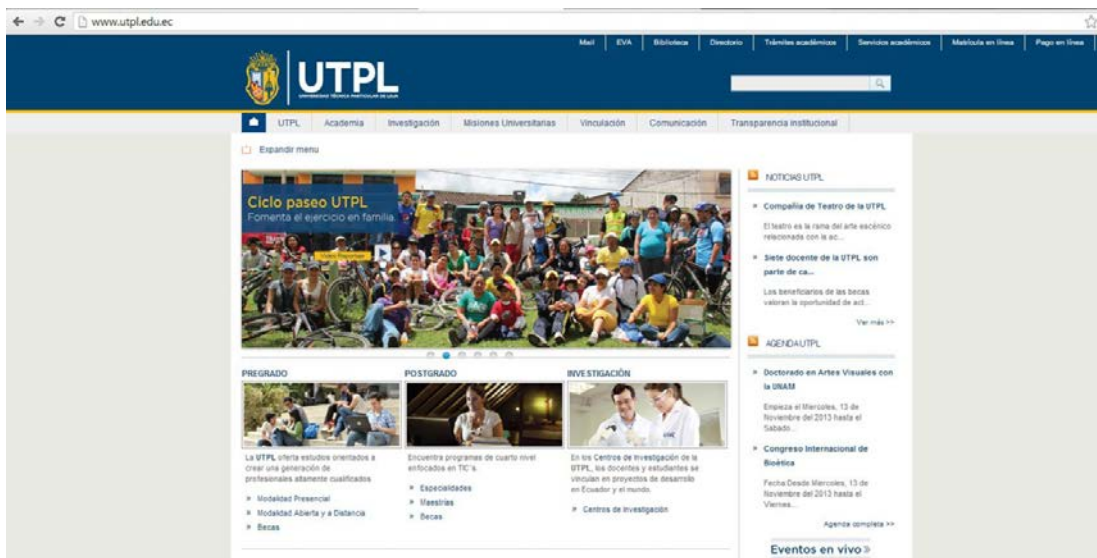 www.utpl.edu.ec
Mail EVA Biblioteca Directorio Trámites académicos Servicios académicos Matrícula en línea Pago en línea
UTPL
UNIVERSIDAD TÉCNICA PARTICULAR DE LOJA
UTPL Academia Investigación Misiones Universitarias Vinculación Comunicación Transparencia Institucional
Expandir menu
Ciclo paseo UTPL
Fomenta el ejercicio en familia
Video Reportaje
PREGRADO
La UTPL oferta estudios orientados a
crear una generación de
profesionales altamente cualificados
» Modalidad Presencial
» Modalidad Abierta y a Distancia
» Becas
POSTGRADO
Encuentra programas de cuarto nivel
enfocados en TIC's.
» Especialidades
» Maestrías
» Becas
INVESTIGACIÓN
En los Centros de Investigación de la
UTPL, los docentes y estudiantes se
vinculan en proyectos de desarrollo
en Ecuador y el mundo.
» Centros de Investigación
NOTICIAS UTPL
» Compañía de Teatro de la UTPL
El teatro es la rama del arte escénico
relacionada con la ac...
» Siete docente de la UTPL son
parte de ca...
Los beneficiarios de las becas
valoran la oportunidad de act...
Ver más >>
AGENDA UTPL
» Doctorado en Artes Visuales con
la UNAM
Empieza el Miercoles, 13 de
Noviembre del 2013 hasta el
Sabado...
» Congreso Internacional de
Bioética
Fecha Desde Miercoles, 13 de
Noviembre del 2013 hasta el
Viernes...
Agenda completa >>
Eventos en vivo »